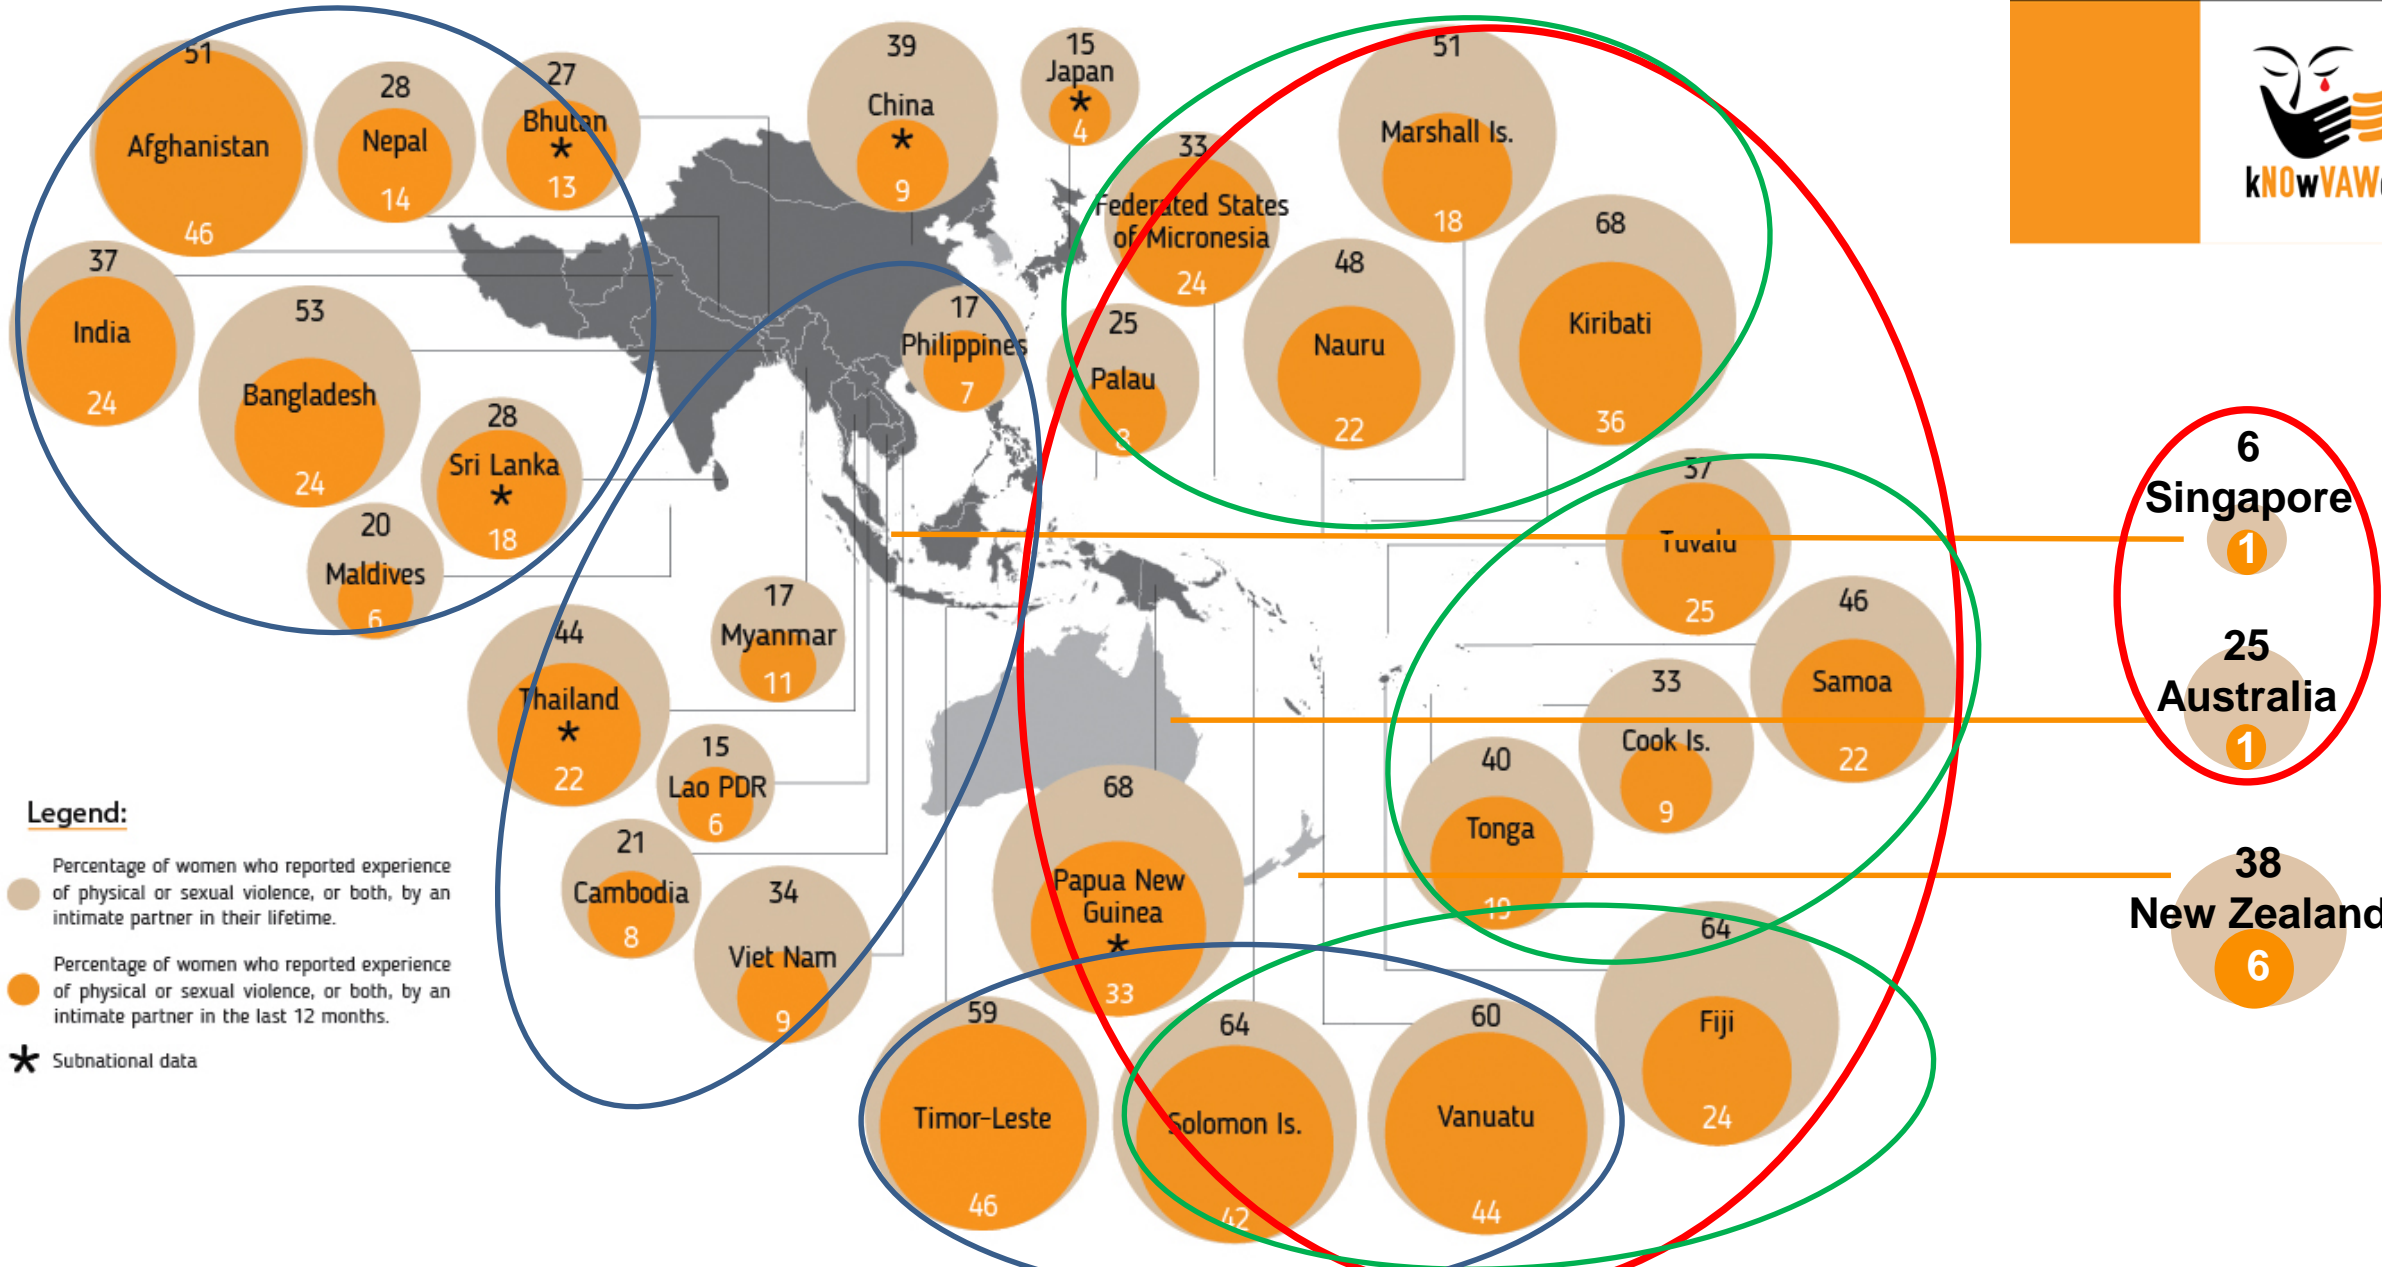 51
Afghanistan
46
28
Nepal
14
27
Bhutan
*
13
39
China
*
9
15
Japan
*
4
33
Federated States
of Micronesia
24
51
Marshall Is.
18
68
Kiribati
36
48
Nauru
22
25
Palau
8
kNOwVAW
37
India
24
53
Bangladesh
24
28
Sri Lanka
*
18
20
Maldives
6
17
Philippines
7
37
Tuvalu
25
6
Singapore
1
25
Australia
1
38
New Zealand
6
44
Thailand
*
22
17
Myanmar
11
15
Lao PDR
6
21
Cambodia
8
34
Viet Nam
9
46
Samoa
22
33
Cook Is.
9
40
Tonga
19
68
Papua New
Guinea
*
33
59
Timor-Leste
46
64
Solomon Is.
42
60
Vanuatu
44
64
Fiji
24
Legend:
Percentage of women who reported experience
of physical or sexual violence, or both, by an
intimate partner in their lifetime.
Percentage of women who reported experience
of physical or sexual violence, or both, by an
intimate partner in the last 12 months.
* Subnational data